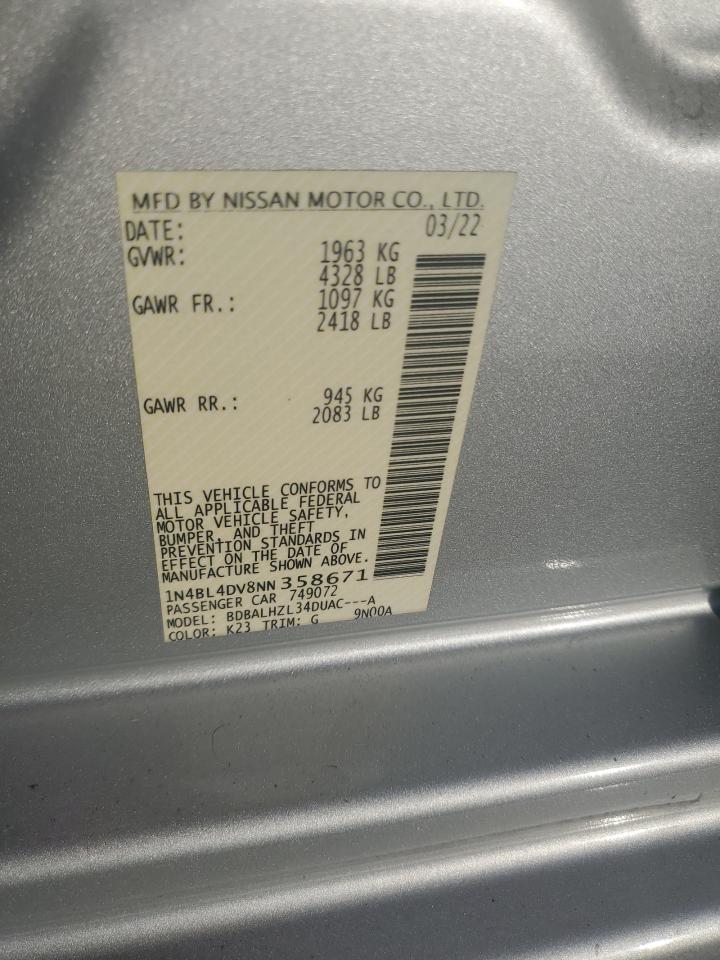 MFD BY NISSAN MOTOR CO., LTD.
DATE: 03/22
GVWR: 1963 KG
4328 LB
GAWR FR.: 1097 KG
2418 LB
GAWR RR.: 945 KG
2083 LB
THIS VEHICLE CONFORMS TO
ALL APPLICABLE FEDERAL
MOTOR VEHICLE SAFETY,
BUMPER, AND THEFT
PREVENTION STANDARDS IN
EFFECT ON THE DATE OF
MANUFACTURE SHOWN ABOVE.
1N4BL4DV8NN358671
PASSENGER CAR 749072
MODEL: BDBALHZL34DUAC---A
COLOR: K23 TRIM: G 9N00A